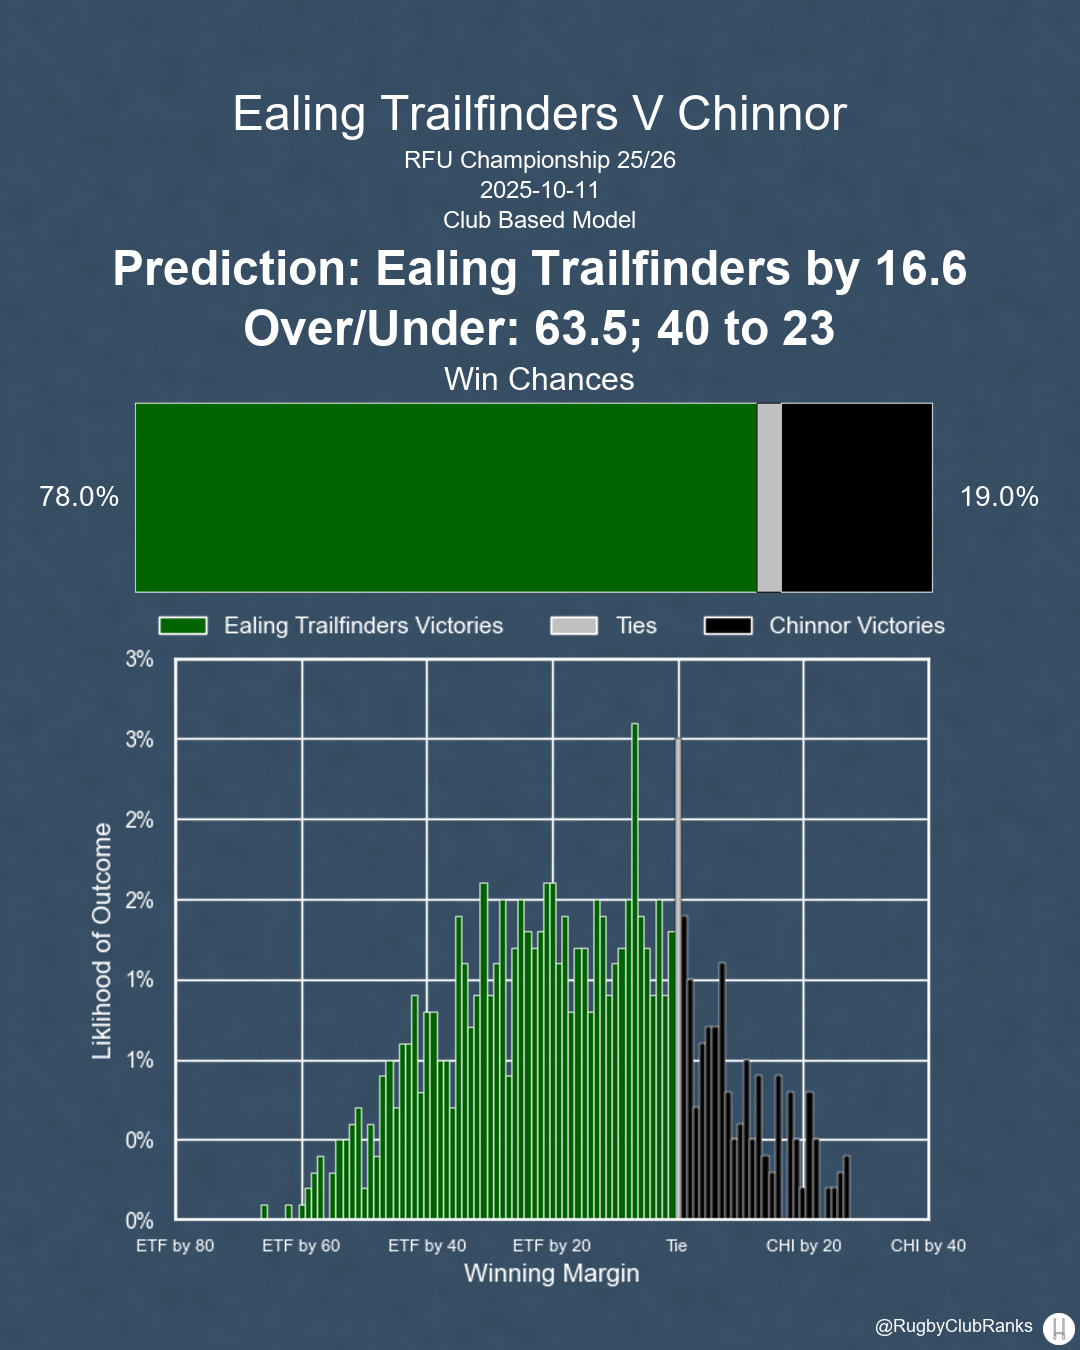 Ealing Trailfinders V Chinnor
RFU Championship 25/26
2025-10-11
Club Based Model
Prediction: Ealing Trailfinders by 16.6
Over/Under: 63.5; 40 to 23
Win Chances
78.0%
19.0%
Ealing Trailfinders Victories
Ties
Chinnor Victories
3%
3%
2%
2%
1%
1%
0%
0%
Liklihood of Outcome
ETF by 80
ETF by 60
ETF by 40
ETF by 20
Tie
CHI by 20
CHI by 40
Winning Margin
@RugbyClubRanks